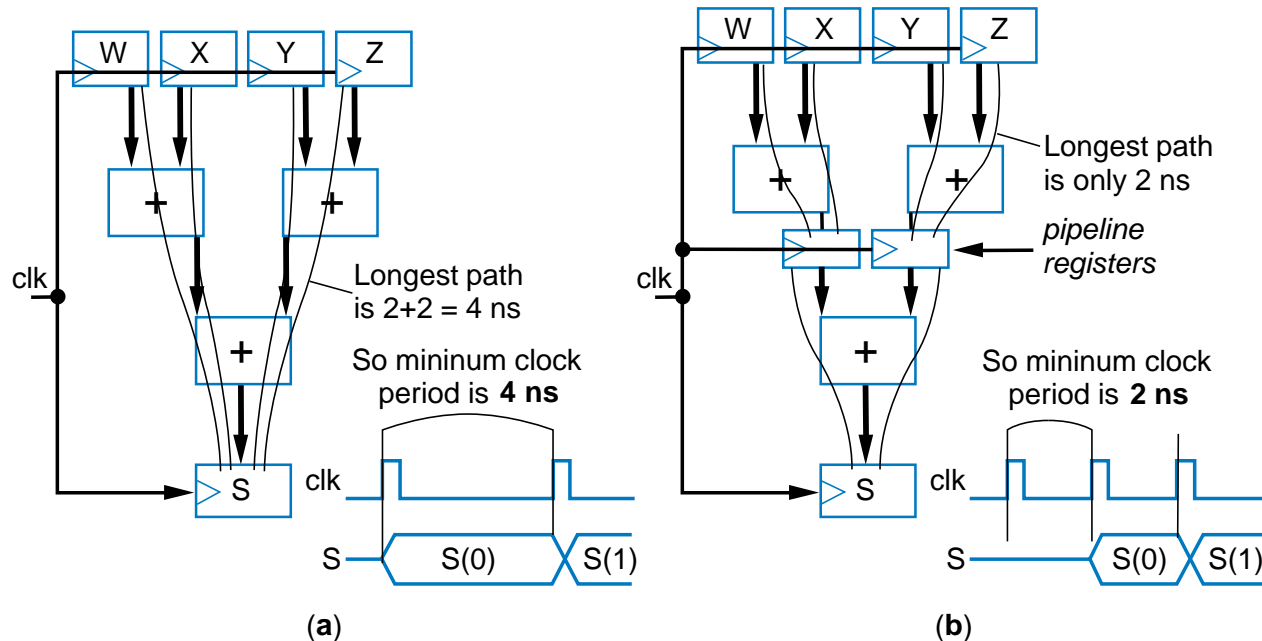 W X Y Z
+ +
clk
Longest path
is 2+2 = 4 ns
+
So mininum clock
period is 4 ns
S
clk
S S(0) S(1)
(a)
W X Y Z
Longest path
is only 2 ns
+ +
pipeline
registers
clk
+
So mininum clock
period is 2 ns
S
clk
S S(0) S(1)
(b)